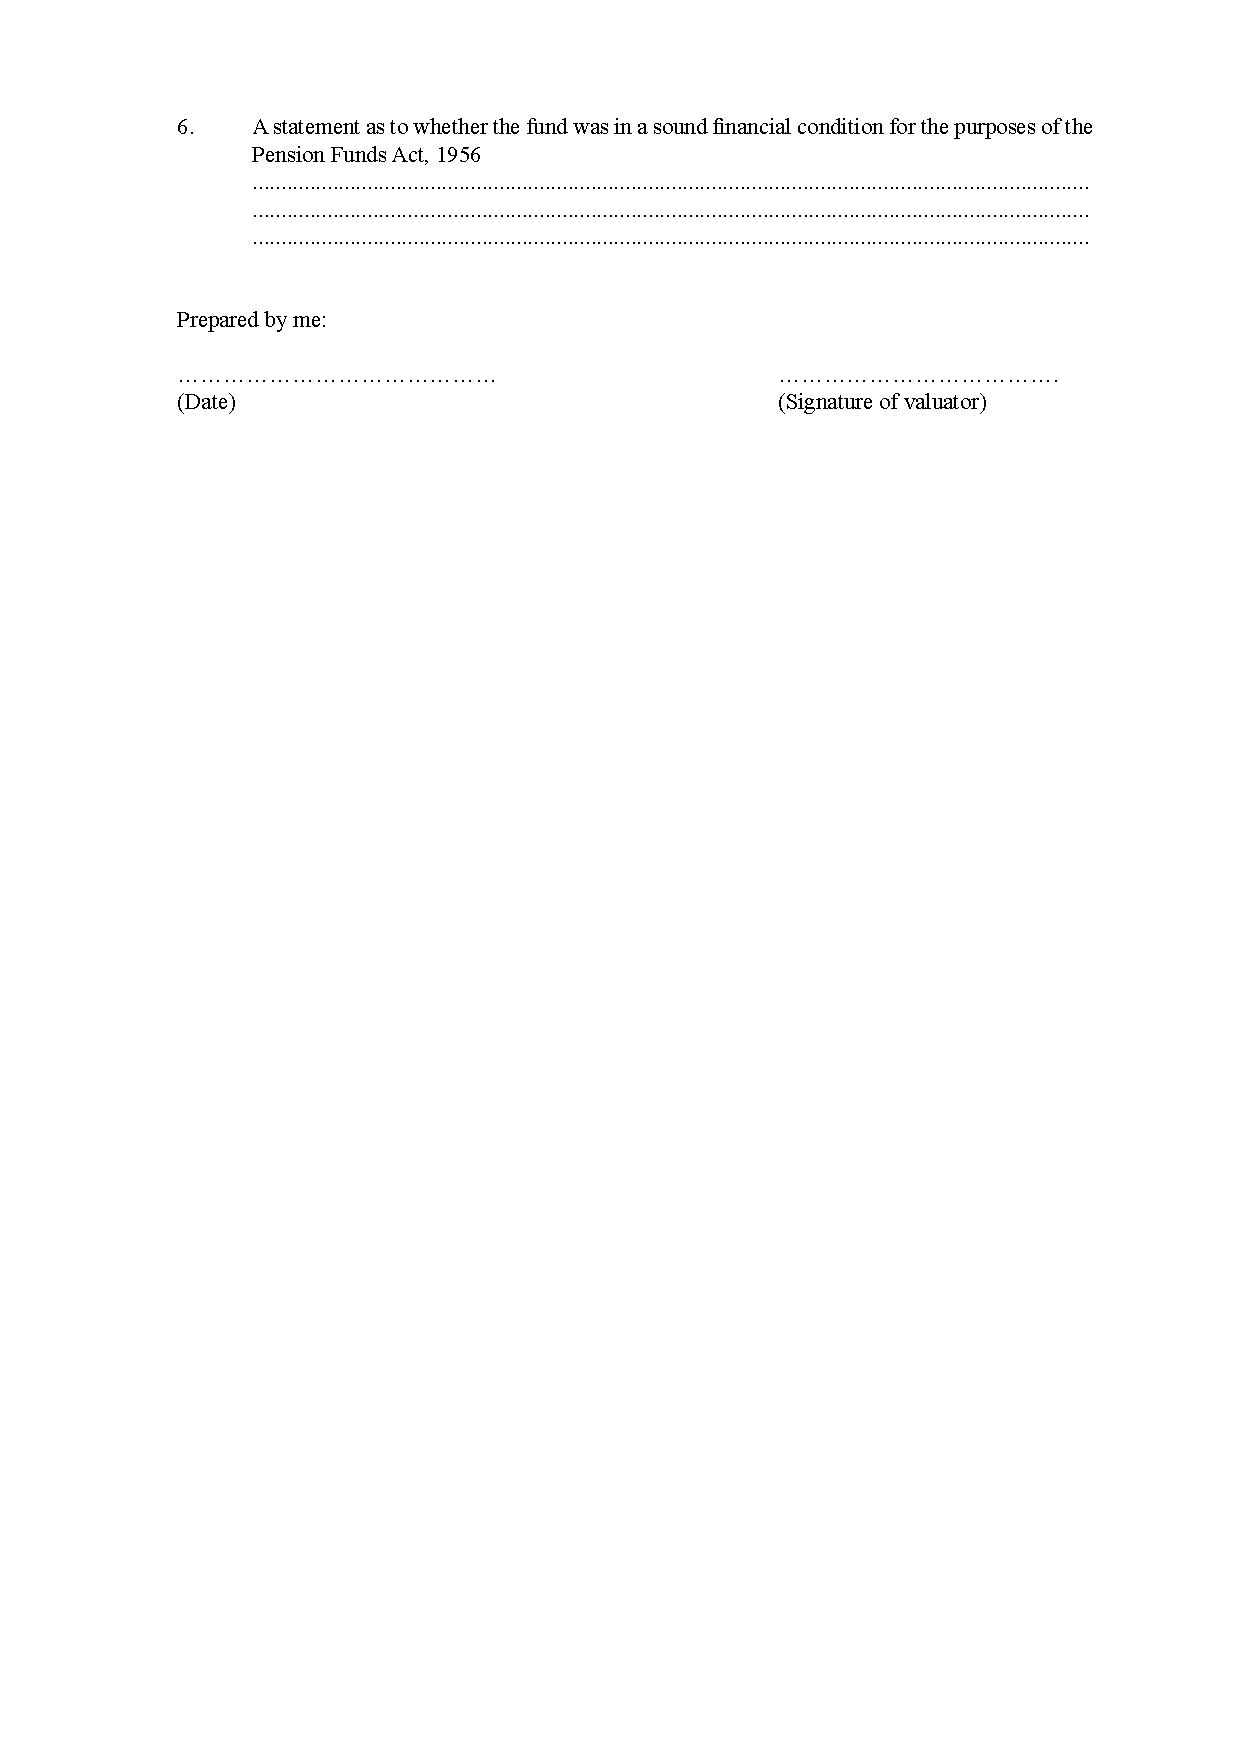 6. A statement as to whether the fund was in a sound financial condition for the purposes of the
Pension Funds Act, 1956
..................................................................................................................................................
..................................................................................................................................................
..................................................................................................................................................
Prepared by me:
…………………………………… ……………………………….
(Date) (Signature of valuator)